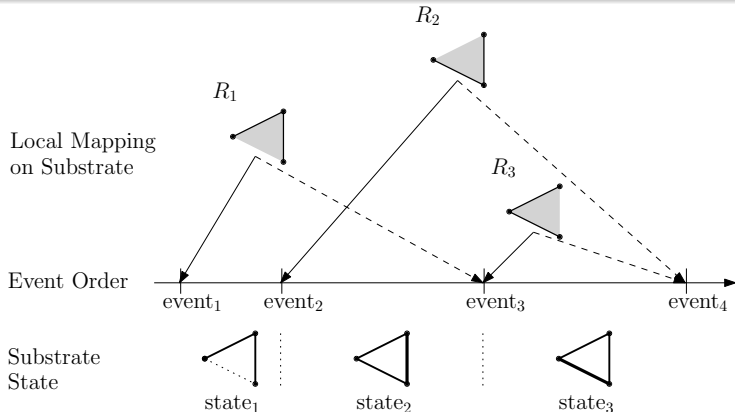 R2
R1
Local Mapping
on Substrate
R3
Event Order
event1
event2
event3
event4
Substrate
State
state1
state2
state3